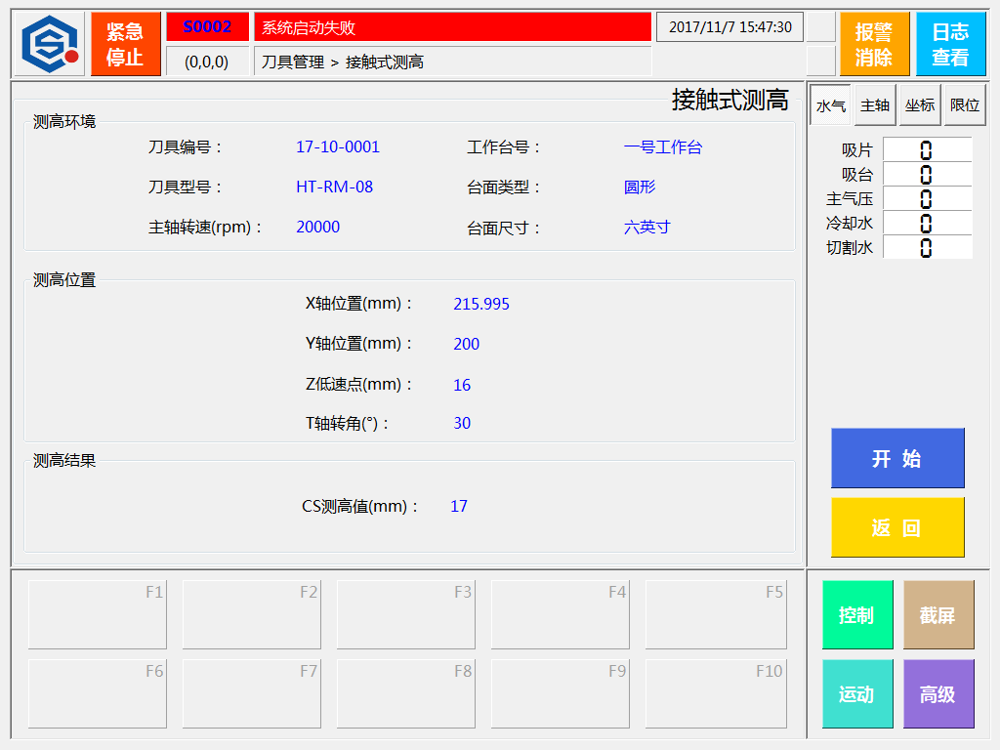 紧急
停止
S0002
系统启动失败
2017/11/7 15:47:30
报警
消除
日志
查看
(0,0,0)
刀具管理 > 接触式测高
接触式测高
水气
主轴
坐标
限位
测高环境
刀具编号： 17-10-0001 工作台号： 一号工作台
刀具型号： HT-RM-08 台面类型： 圆形
主轴转速(rpm)： 20000 台面尺寸： 六英寸
吸片 0
吸台 0
主气压 0
冷却水 0
切割水 0
测高位置
X轴位置(mm)： 215.995
Y轴位置(mm)： 200
Z低速点(mm)： 16
T轴转角(°)： 30
测高结果
CS测高值(mm)： 17
开 始
返 回
F1 F2 F3 F4 F5
F6 F7 F8 F9 F10
控制
截屏
运动
高级